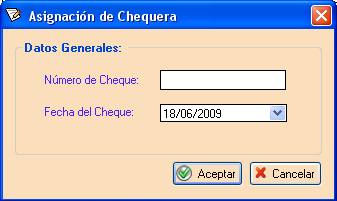 Asignación de Chequera
Datos Generales:
Número de Cheque:
Fecha del Cheque: 18/06/2009
Aceptar Cancelar